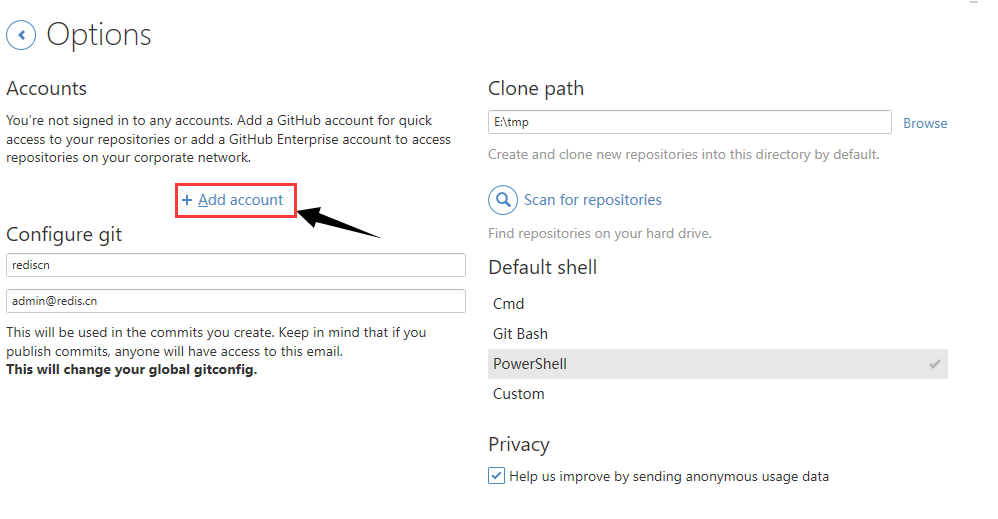 Options
Accounts
You're not signed in to any accounts. Add a GitHub account for quick
access to your repositories or add a GitHub Enterprise account to access
repositories on your corporate network.
+ Add account
Configure git
rediscn
admin@redis.cn
This will be used in the commits you create. Keep in mind that if you
publish commits, anyone will have access to this email.
This will change your global gitconfig.
Clone path
E:\tmp
Browse
Create and clone new repositories into this directory by default.
Scan for repositories
Find repositories on your hard drive.
Default shell
Cmd
Git Bash
PowerShell
Custom
Privacy
Help us improve by sending anonymous usage data